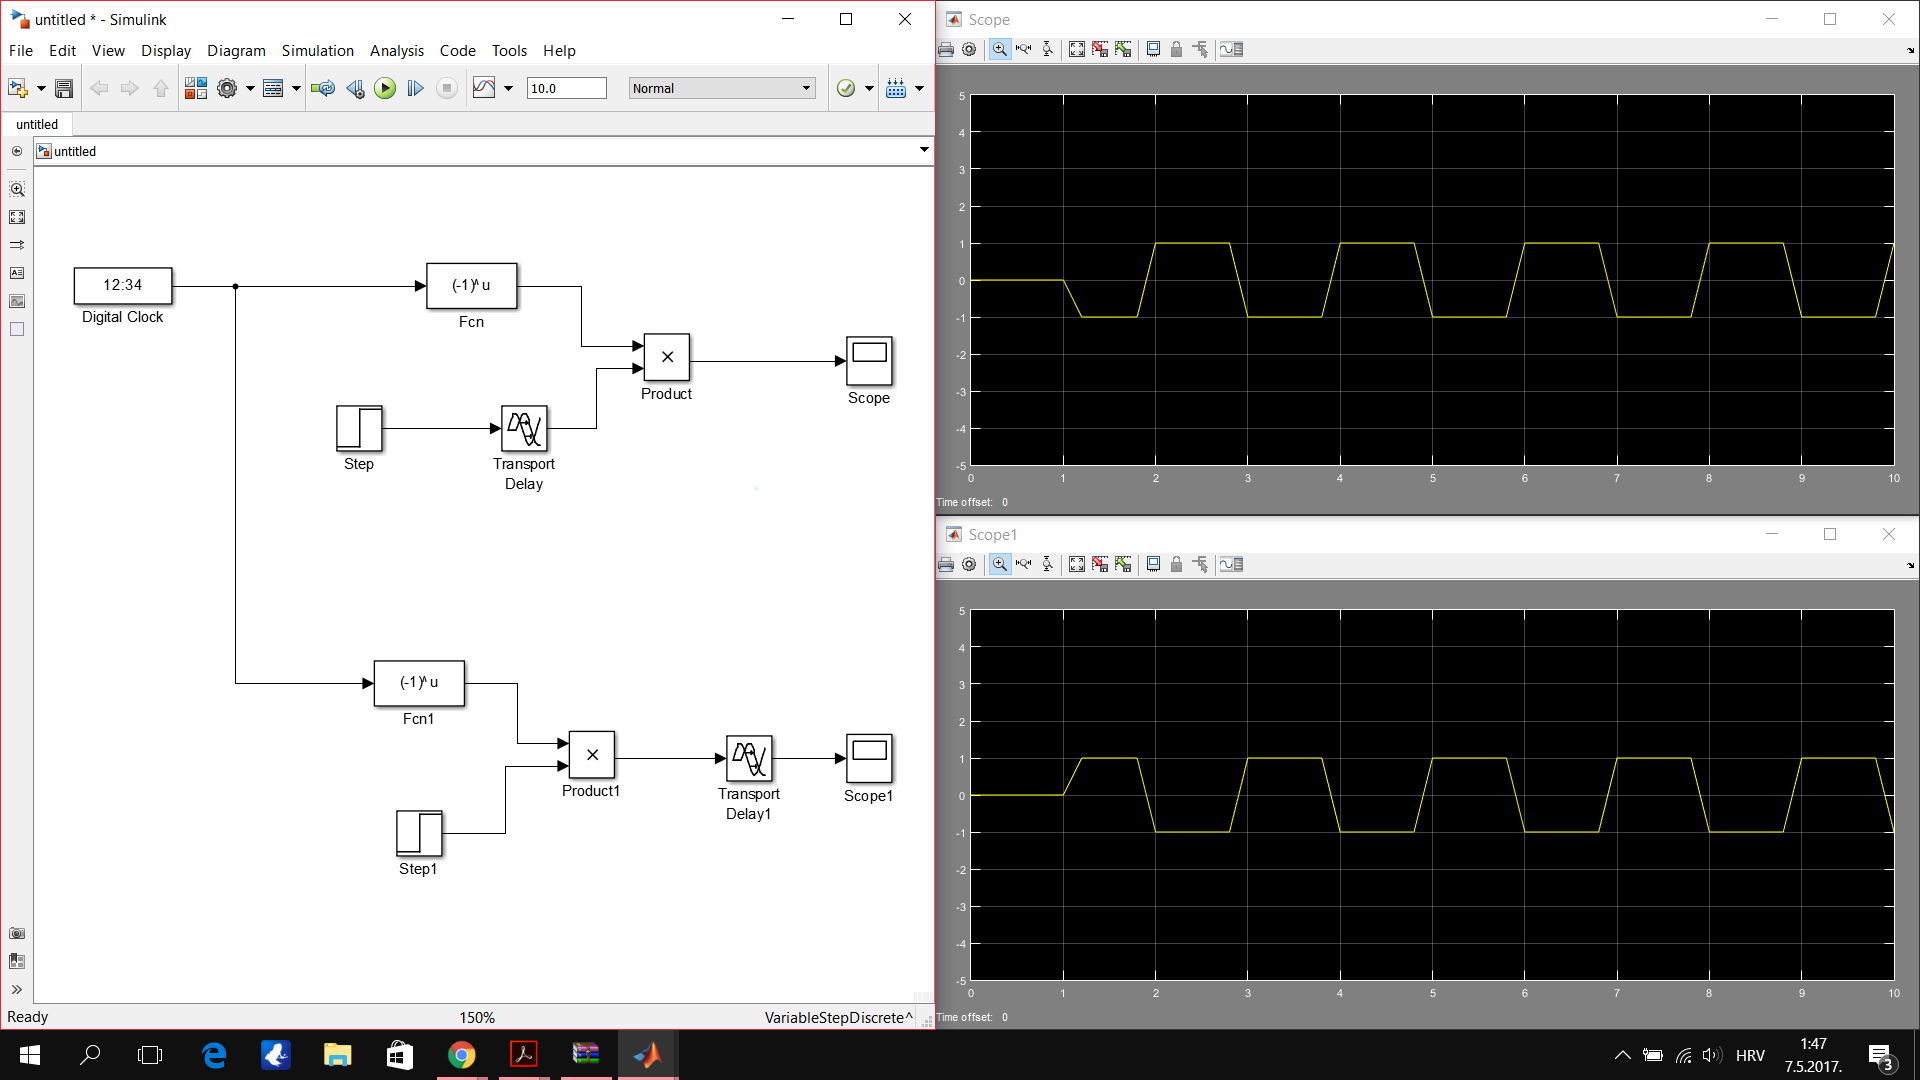 untitled * - Simulink
File Edit View Display Diagram Simulation Analysis Code Tools Help
10.0 Normal
untitled
untitled
12:34
Digital Clock
(-1)^u
Fcn
×
Product
Scope
Step
Transport
Delay
(-1)^u
Fcn1
×
Product1
Transport
Delay1
Scope1
Step1
Ready 150% VariableStepDiscrete^
Scope
5
4
3
2
1
0
-1
-2
-3
-4
-5
0 1 2 3 4 5 6 7 8 9 10
Time offset: 0
Scope1
5
4
3
2
1
0
-1
-2
-3
-4
-5
0 1 2 3 4 5 6 7 8 9 10
Time offset: 0
HRV
1:47
7.5.2017.
3